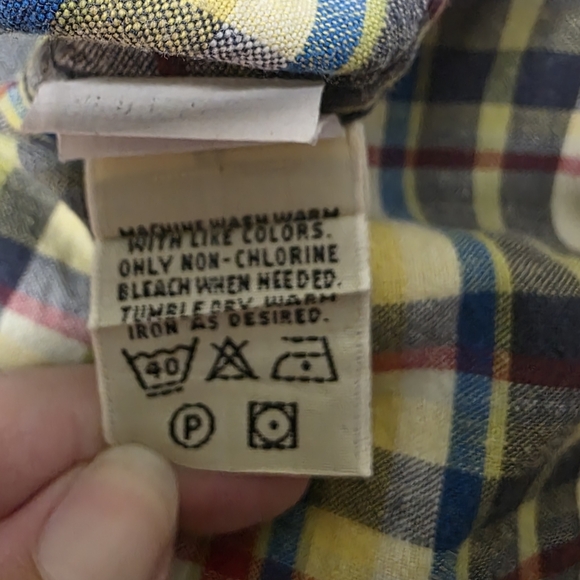 MACHINE WASH WARM
WITH LIKE COLORS.
ONLY NON-CHLORINE
BLEACH WHEN NEEDED.
TUMBLE DRY WARM
IRON AS DESIRED.
40
P